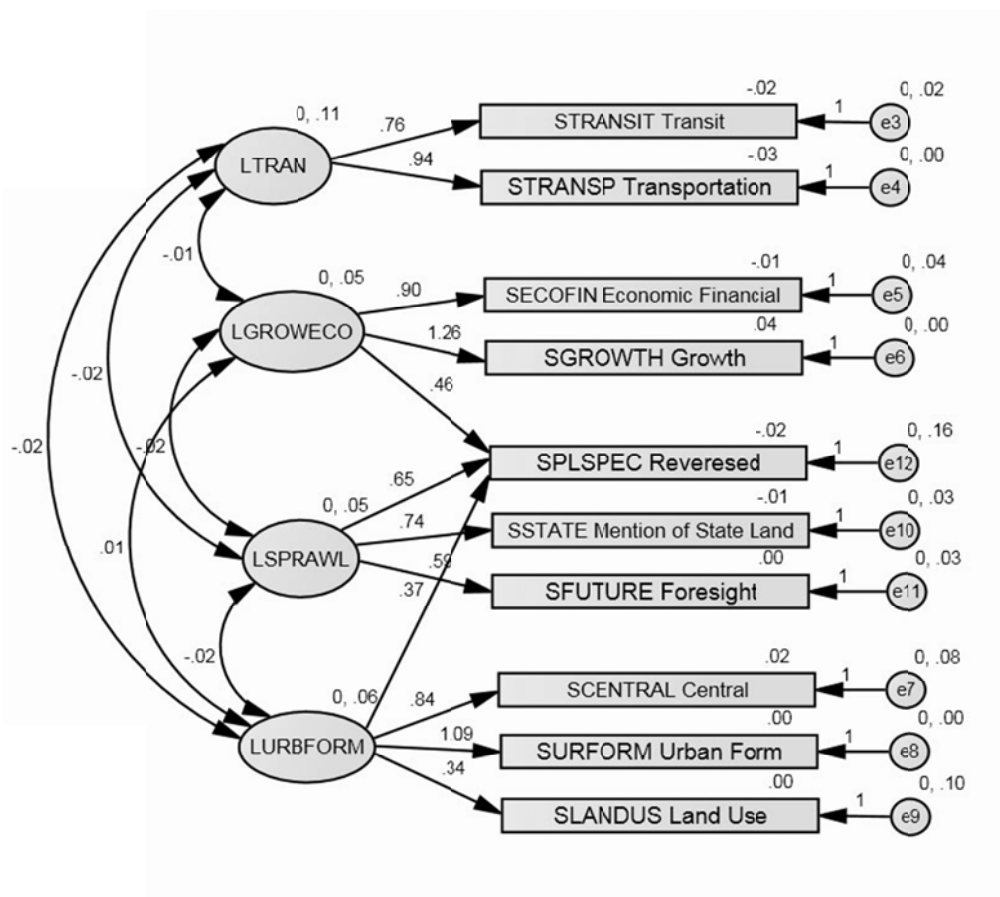 -.02
0, .02
0, .11
.76
STRANSIT Transit
1
e3
LTRAN
.94
-.03
0, .00
STRANSP Transportation
1
e4
-.01
0, .05
-.01
0, .04
.90
SECOFIN Economic Financial
1
e5
LGROWECO
1.26
.04
0, .00
SGROWTH Growth
1
e6
-.02
.46
-.02
-.02
-.02
0, .16
SPLSPEC Reveresed
1
e12
.65
0, .05
-.01
0, .03
.74
SSTATE Mention of State Land
1
e10
.01
LSPRAWL
.59
.00
0, .03
.37
SFUTURE Foresight
1
e11
-.02
.02
0, .08
0, .06
.84
SCENTRAL Central
1
e7
LURBFORM
1.09
.00
0, .00
SURFORM Urban Form
1
e8
.34
.00
0, .10
SLANDUS Land Use
1
e9